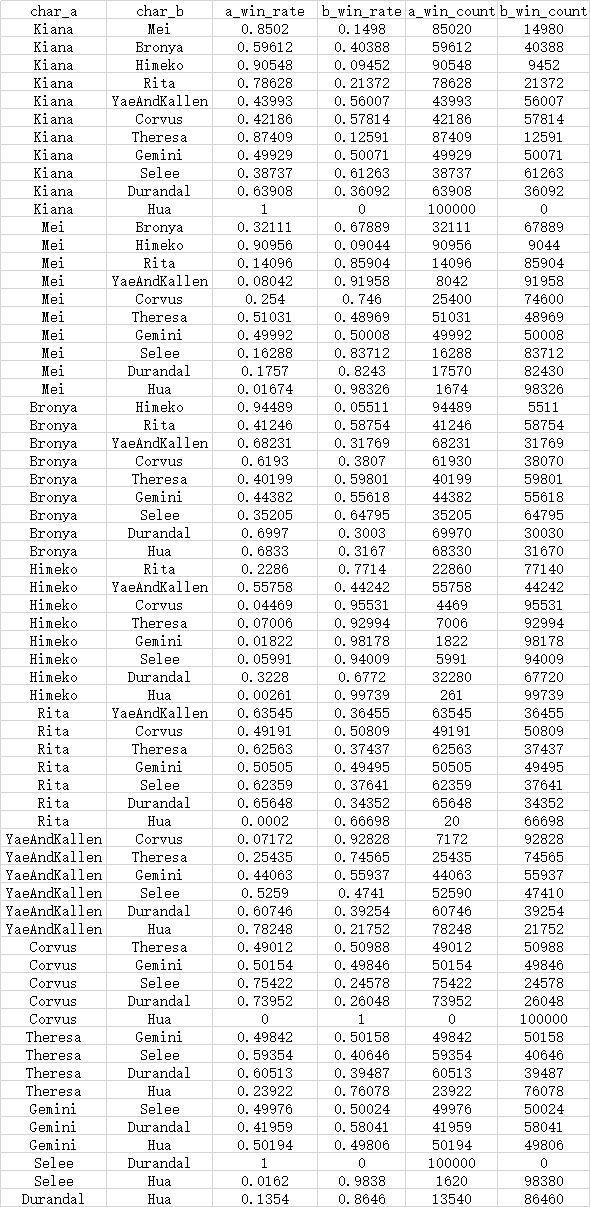 char_a char_b a_win_rate b_win_rate a_win_count b_win_count
Kiana Mei 0.8502 0.1498 85020 14980
Kiana Bronya 0.59612 0.40388 59612 40388
Kiana Himeko 0.90548 0.09452 90548 9452
Kiana Rita 0.78628 0.21372 78628 21372
Kiana YaeAndKallen 0.43993 0.56007 43993 56007
Kiana Corvus 0.42186 0.57814 42186 57814
Kiana Theresa 0.87409 0.12591 87409 12591
Kiana Gemini 0.49929 0.50071 49929 50071
Kiana Selee 0.38737 0.61263 38737 61263
Kiana Durandal 0.63908 0.36092 63908 36092
Kiana Hua 1 0 100000 0
Mei Bronya 0.32111 0.67889 32111 67889
Mei Himeko 0.90956 0.09044 90956 9044
Mei Rita 0.14096 0.85904 14096 85904
Mei YaeAndKallen 0.08042 0.91958 8042 91958
Mei Corvus 0.254 0.746 25400 74600
Mei Theresa 0.51031 0.48969 51031 48969
Mei Gemini 0.49992 0.50008 49992 50008
Mei Selee 0.16288 0.83712 16288 83712
Mei Durandal 0.1757 0.8243 17570 82430
Mei Hua 0.01674 0.98326 1674 98326
Bronya Himeko 0.94489 0.05511 94489 5511
Bronya Rita 0.41246 0.58754 41246 58754
Bronya YaeAndKallen 0.68231 0.31769 68231 31769
Bronya Corvus 0.6193 0.3807 61930 38070
Bronya Theresa 0.40199 0.59801 40199 59801
Bronya Gemini 0.44382 0.55618 44382 55618
Bronya Selee 0.35205 0.64795 35205 64795
Bronya Durandal 0.6997 0.3003 69970 30030
Bronya Hua 0.6833 0.3167 68330 31670
Himeko Rita 0.2286 0.7714 22860 77140
Himeko YaeAndKallen 0.55758 0.44242 55758 44242
Himeko Corvus 0.04469 0.95531 4469 95531
Himeko Theresa 0.07006 0.92994 7006 92994
Himeko Gemini 0.01822 0.98178 1822 98178
Himeko Selee 0.05991 0.94009 5991 94009
Himeko Durandal 0.3228 0.6772 32280 67720
Himeko Hua 0.00261 0.99739 261 99739
Rita YaeAndKallen 0.63545 0.36455 63545 36455
Rita Corvus 0.49191 0.50809 49191 50809
Rita Theresa 0.62563 0.37437 62563 37437
Rita Gemini 0.50505 0.49495 50505 49495
Rita Selee 0.62359 0.37641 62359 37641
Rita Durandal 0.65648 0.34352 65648 34352
Rita Hua 0.0002 0.66698 20 66698
YaeAndKallen Corvus 0.07172 0.92828 7172 92828
YaeAndKallen Theresa 0.25435 0.74565 25435 74565
YaeAndKallen Gemini 0.44063 0.55937 44063 55937
YaeAndKallen Selee 0.5259 0.4741 52590 47410
YaeAndKallen Durandal 0.60746 0.39254 60746 39254
YaeAndKallen Hua 0.78248 0.21752 78248 21752
Corvus Theresa 0.49012 0.50988 49012 50988
Corvus Gemini 0.50154 0.49846 50154 49846
Corvus Selee 0.75422 0.24578 75422 24578
Corvus Durandal 0.73952 0.26048 73952 26048
Corvus Hua 0 1 0 100000
Theresa Gemini 0.49842 0.50158 49842 50158
Theresa Selee 0.59354 0.40646 59354 40646
Theresa Durandal 0.60513 0.39487 60513 39487
Theresa Hua 0.23922 0.76078 23922 76078
Gemini Selee 0.49976 0.50024 49976 50024
Gemini Durandal 0.41959 0.58041 41959 58041
Gemini Hua 0.50194 0.49806 50194 49806
Selee Durandal 1 0 100000 0
Selee Hua 0.0162 0.9838 1620 98380
Durandal Hua 0.1354 0.8646 13540 86460